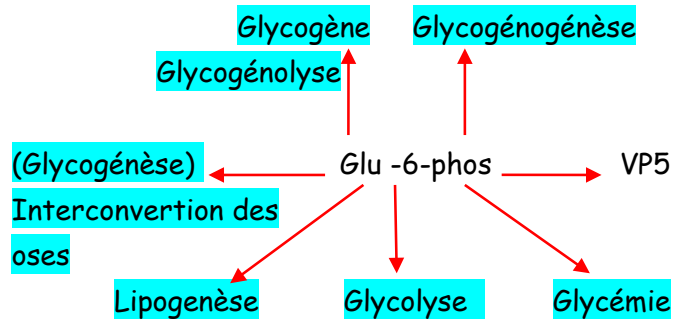 Glycogène Glycogénogénèse
Glycogénolyse
(Glycogénèse) Glu -6-phos VP5
Interconvertion des
oses
Lipogenèse Glycolyse Glycémie